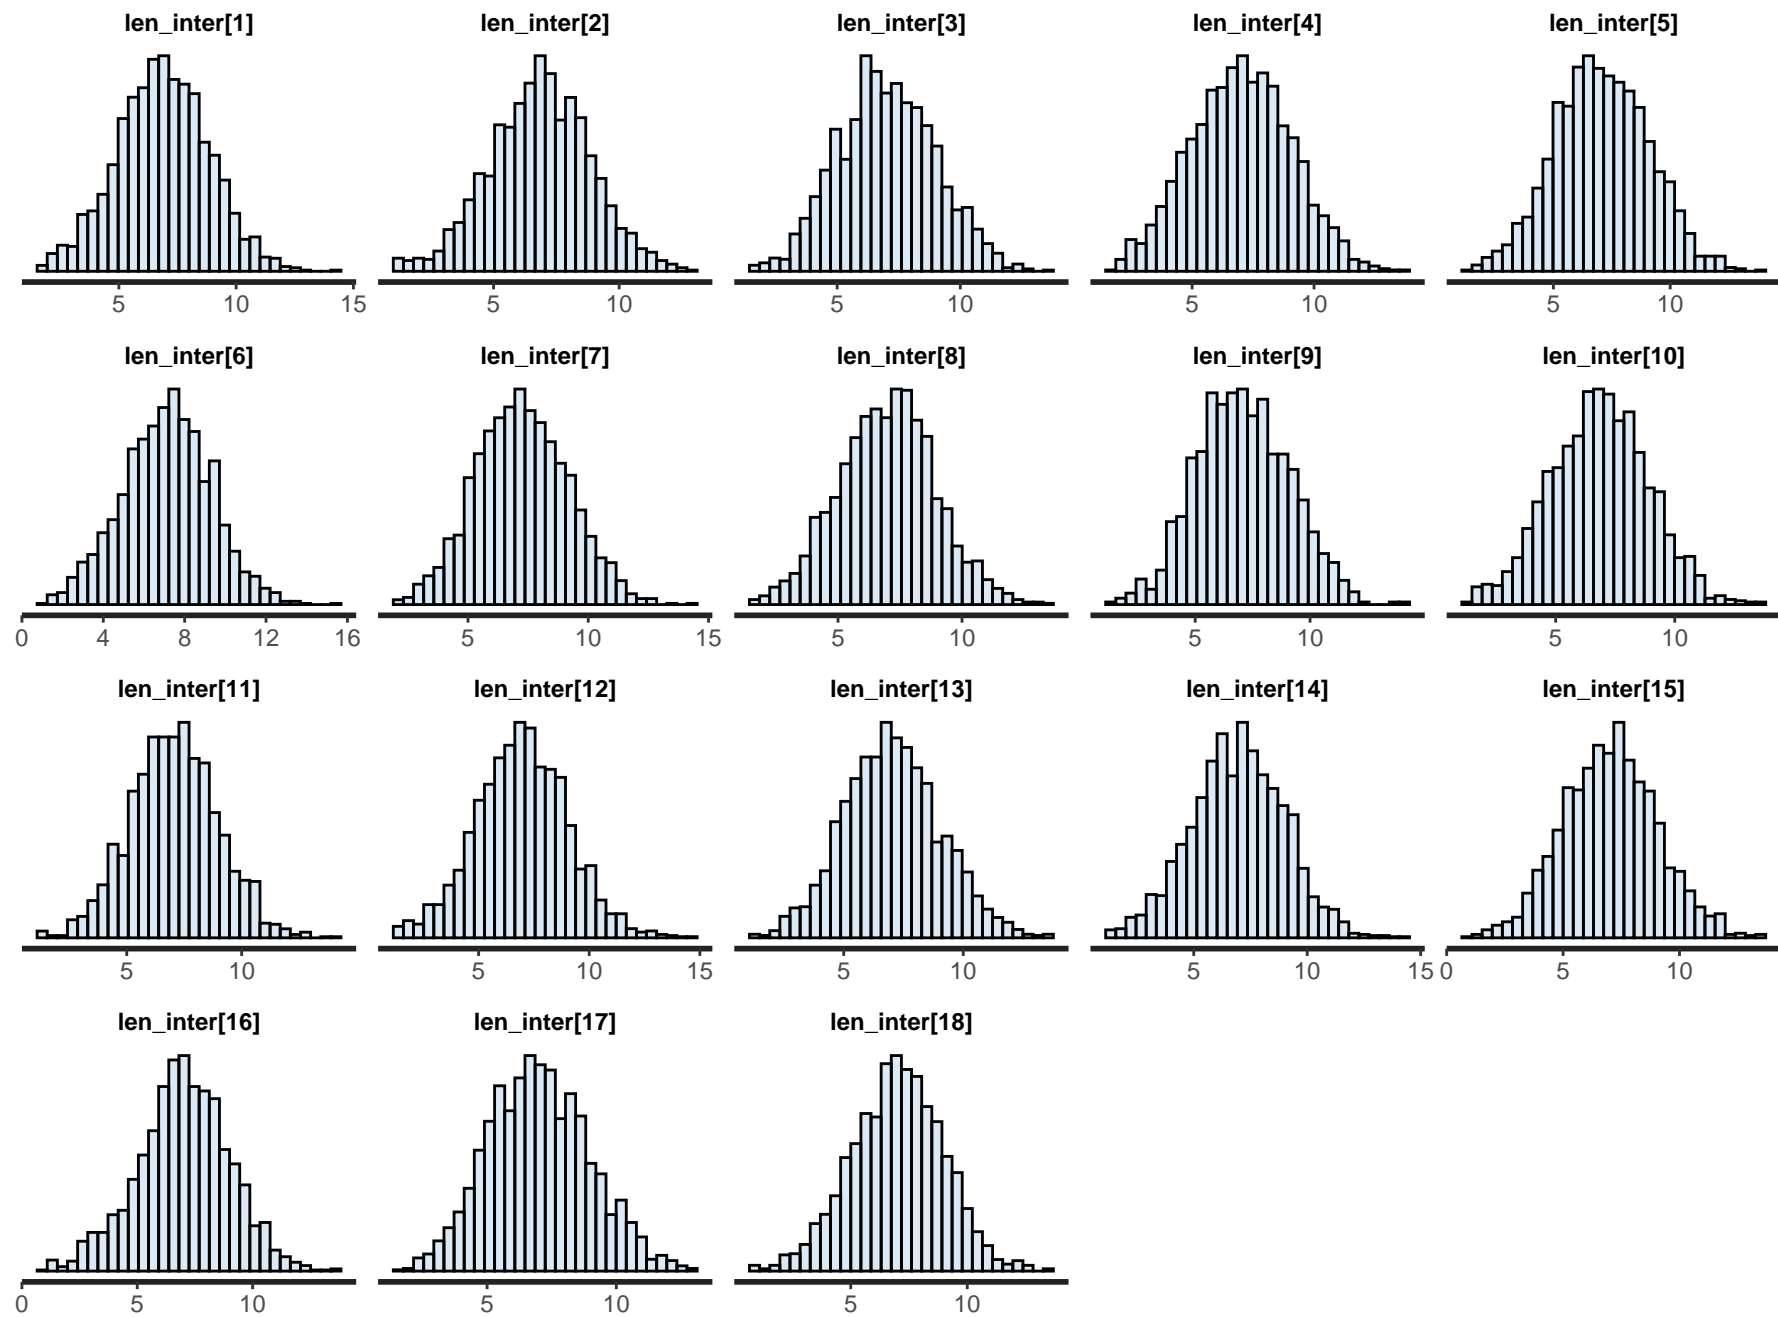 len_inter[1] len_inter[2] len_inter[3] len_inter[4] len_inter[5]
5 10 15 5 10 5 10 5 10 5 10
len_inter[6] len_inter[7] len_inter[8] len_inter[9] len_inter[10]
0 4 8 12 16 5 10 15 5 10 5 10 5 10
len_inter[11] len_inter[12] len_inter[13] len_inter[14] len_inter[15]
5 10 5 10 15 5 10 5 10 15 0 5 10
len_inter[16] len_inter[17] len_inter[18]
0 5 10 5 10 5 10